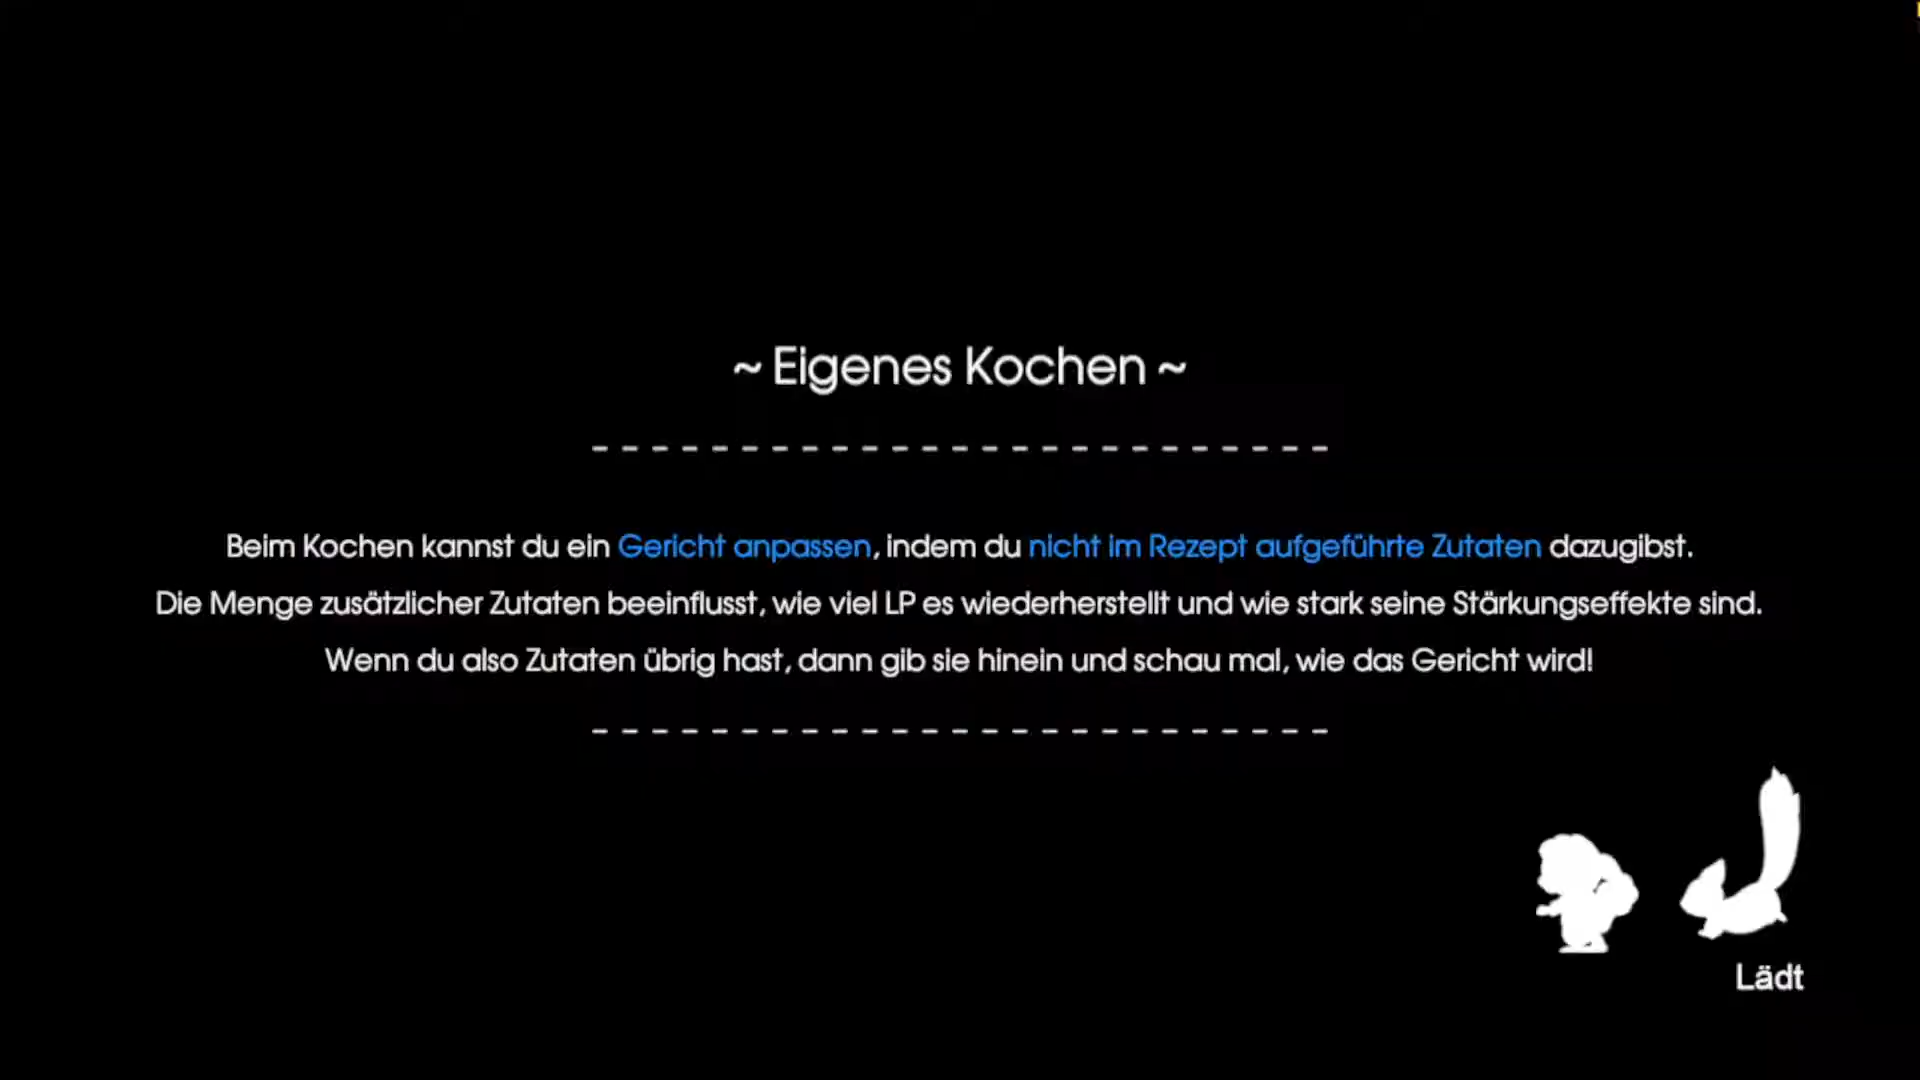 ~ Eigenes Kochen ~
- - - - - - - - - - - - - - - - - - - - - - - - -
Beim Kochen kannst du ein Gericht anpassen, indem du nicht im Rezept aufgeführte Zutaten dazugibst.
Die Menge zusätzlicher Zutaten beeinflusst, wie viel LP es wiederherstellt und wie stark seine Stärkungseffekte sind.
Wenn du also Zutaten übrig hast, dann gib sie hinein und schau mal, wie das Gericht wird!
- - - - - - - - - - - - - - - - - - - - - - - - -
Lädt